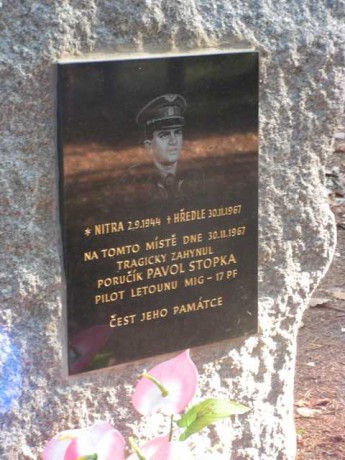 * NITRA 2.9.1944 † HŘEDLE 30.11.1967
NA TOMTO MÍSTĚ DNE 30.11.1967
TRAGICKY ZAHYNUL
PORUČÍK PAVOL STOPKA
PILOT LETOUNU MIG - 17 PF
ČEST JEHO PAMÁTCE